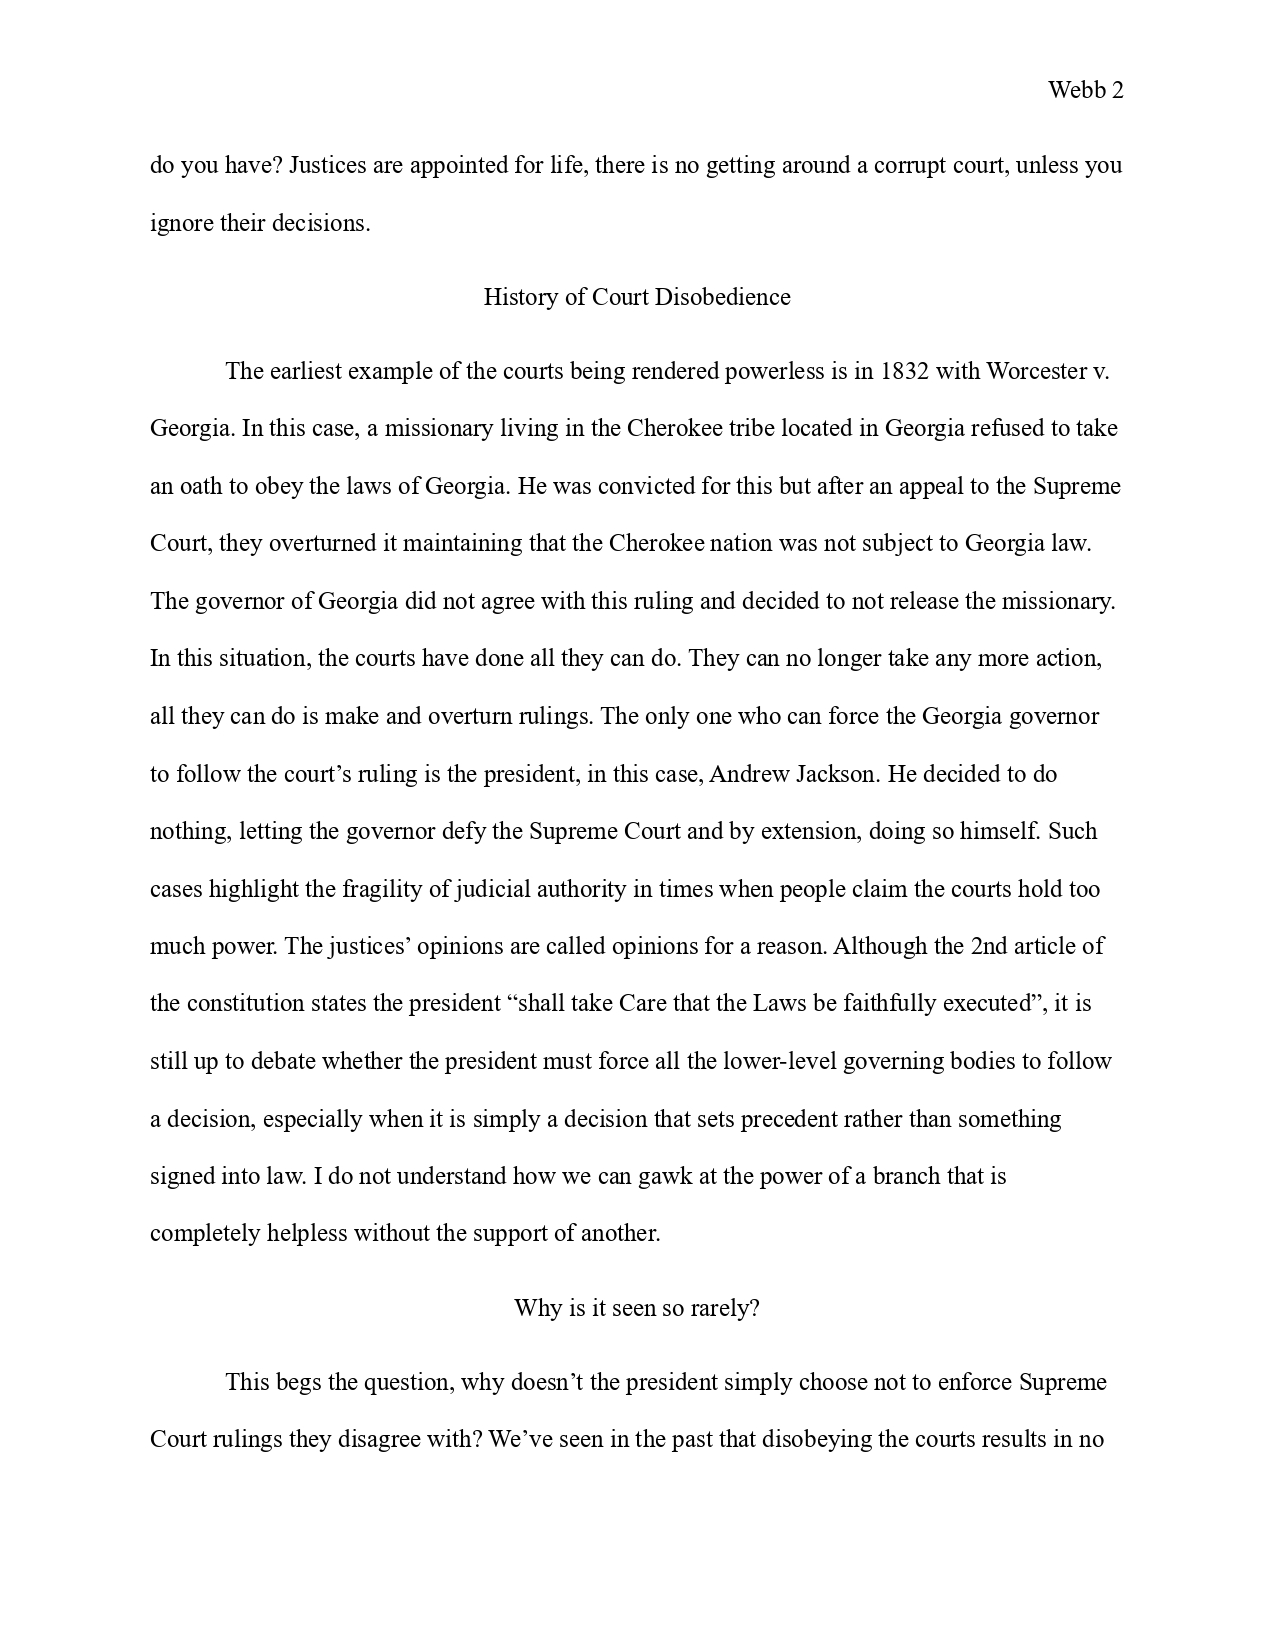 Webb 2
do you have? Justices are appointed for life, there is no getting around a corrupt court, unless you
ignore their decisions.
History of Court Disobedience
The earliest example of the courts being rendered powerless is in 1832 with Worcester v.
Georgia. In this case, a missionary living in the Cherokee tribe located in Georgia refused to take
an oath to obey the laws of Georgia. He was convicted for this but after an appeal to the Supreme
Court, they overturned it maintaining that the Cherokee nation was not subject to Georgia law.
The governor of Georgia did not agree with this ruling and decided to not release the missionary.
In this situation, the courts have done all they can do. They can no longer take any more action,
all they can do is make and overturn rulings. The only one who can force the Georgia governor
to follow the court’s ruling is the president, in this case, Andrew Jackson. He decided to do
nothing, letting the governor defy the Supreme Court and by extension, doing so himself. Such
cases highlight the fragility of judicial authority in times when people claim the courts hold too
much power. The justices’ opinions are called opinions for a reason. Although the 2nd article of
the constitution states the president “shall take Care that the Laws be faithfully executed”, it is
still up to debate whether the president must force all the lower-level governing bodies to follow
a decision, especially when it is simply a decision that sets precedent rather than something
signed into law. I do not understand how we can gawk at the power of a branch that is
completely helpless without the support of another.
Why is it seen so rarely?
This begs the question, why doesn’t the president simply choose not to enforce Supreme
Court rulings they disagree with? We’ve seen in the past that disobeying the courts results in no